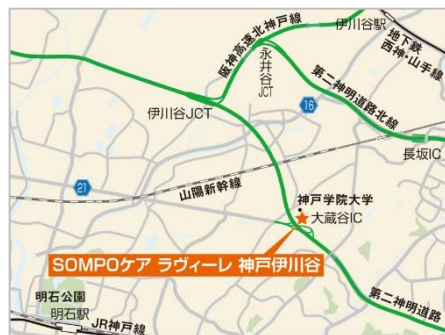 伊川谷駅
地下鉄
西神・山手線
阪神高速北神戸線
永井谷
JCT
第二神明道路北線
16
伊川谷JCT
長坂IC
21
山陽新幹線
神戸学院大学
大蔵谷IC
SOMPOケア ラヴィーレ 神戸伊川谷
明石公園
明石駅
JR神戸線
第二神明道路